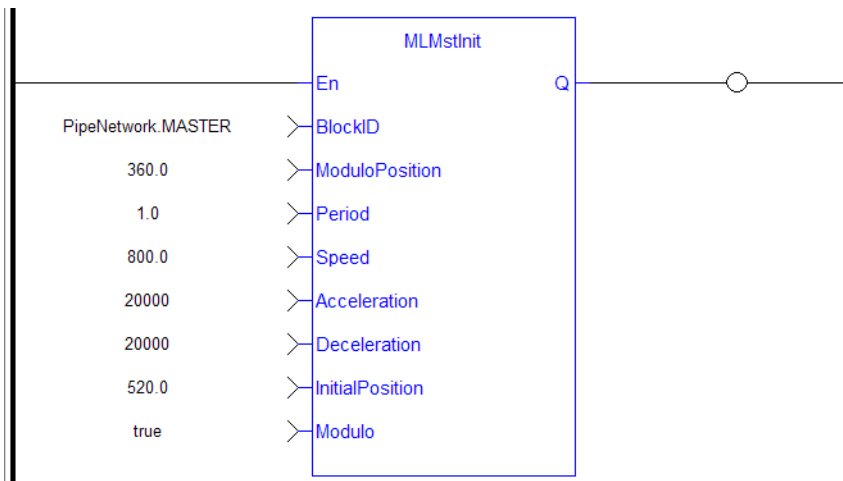 MLMstInit
En Q
PipeNetwork.MASTER BlockID
360.0 ModuloPosition
1.0 Period
800.0 Speed
20000 Acceleration
20000 Deceleration
520.0 InitialPosition
true Modulo